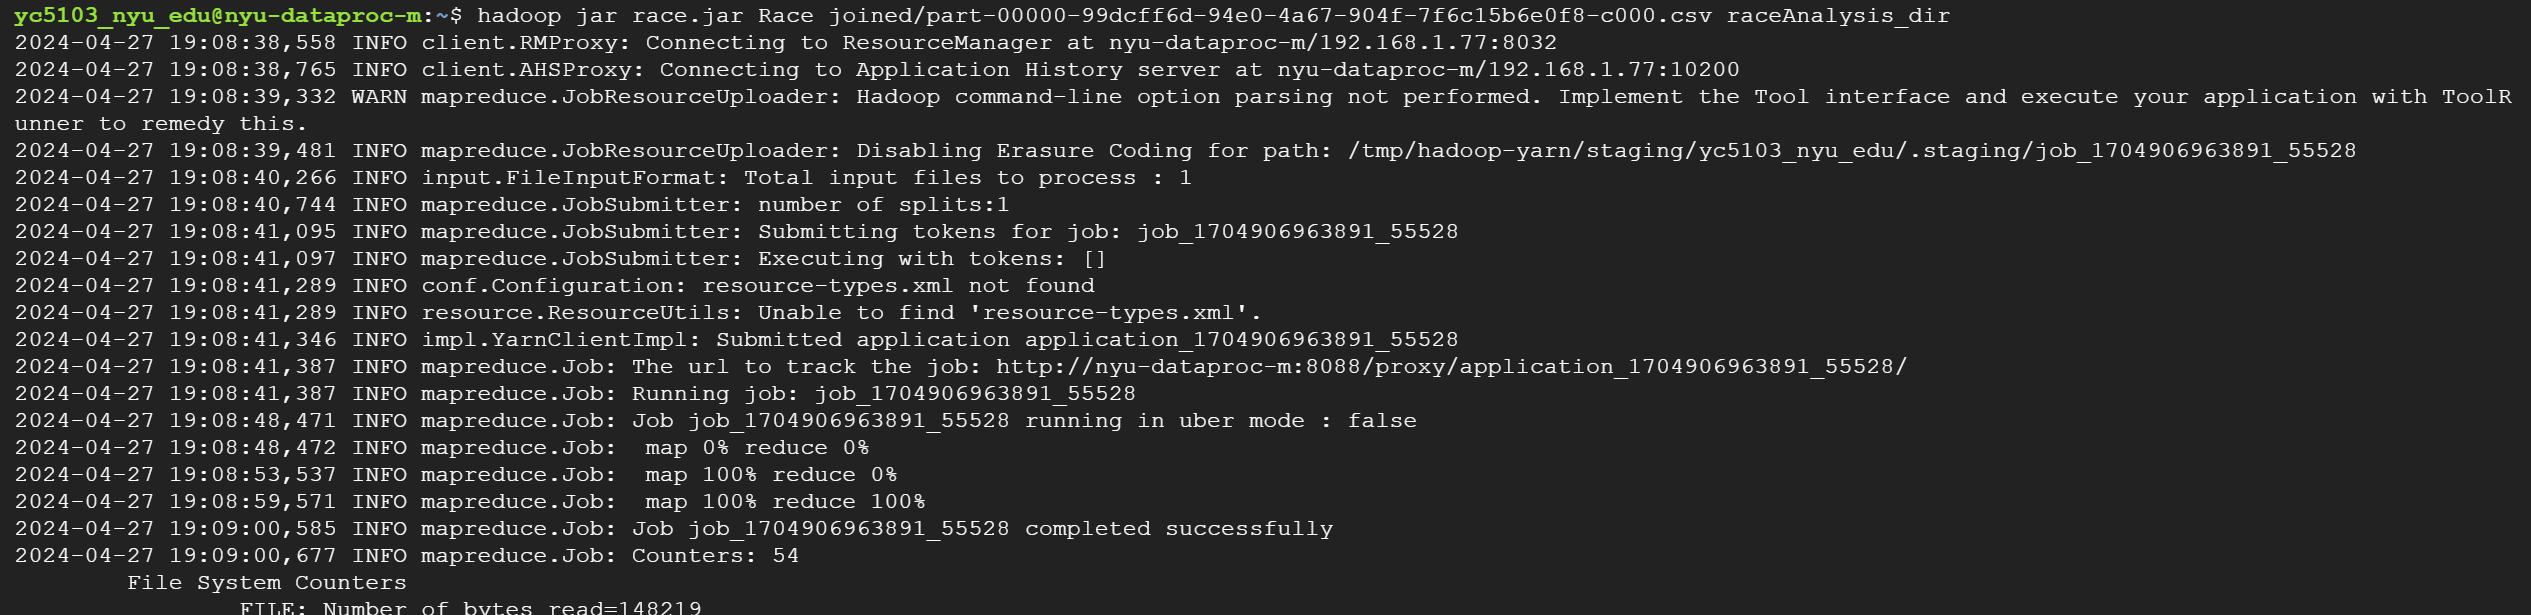 yc5103_nyu_edu@nyu-dataproc-m:~$ hadoop jar race.jar Race joined/part-00000-99dcff6d-94e0-4a67-904f-7f6c15b6e0f8-c000.csv raceAnalysis_dir
2024-04-27 19:08:38,558 INFO client.RMProxy: Connecting to ResourceManager at nyu-dataproc-m/192.168.1.77:8032
2024-04-27 19:08:38,765 INFO client.AHSProxy: Connecting to Application History server at nyu-dataproc-m/192.168.1.77:10200
2024-04-27 19:08:39,332 WARN mapreduce.JobResourceUploader: Hadoop command-line option parsing not performed. Implement the Tool interface and execute your application with ToolR
unner to remedy this.
2024-04-27 19:08:39,481 INFO mapreduce.JobResourceUploader: Disabling Erasure Coding for path: /tmp/hadoop-yarn/staging/yc5103_nyu_edu/.staging/job_1704906963891_55528
2024-04-27 19:08:40,266 INFO input.FileInputFormat: Total input files to process : 1
2024-04-27 19:08:40,744 INFO mapreduce.JobSubmitter: number of splits:1
2024-04-27 19:08:41,095 INFO mapreduce.JobSubmitter: Submitting tokens for job: job_1704906963891_55528
2024-04-27 19:08:41,097 INFO mapreduce.JobSubmitter: Executing with tokens: []
2024-04-27 19:08:41,289 INFO conf.Configuration: resource-types.xml not found
2024-04-27 19:08:41,289 INFO resource.ResourceUtils: Unable to find 'resource-types.xml'.
2024-04-27 19:08:41,346 INFO impl.YarnClientImpl: Submitted application application_1704906963891_55528
2024-04-27 19:08:41,387 INFO mapreduce.Job: The url to track the job: http://nyu-dataproc-m:8088/proxy/application_1704906963891_55528/
2024-04-27 19:08:41,387 INFO mapreduce.Job: Running job: job_1704906963891_55528
2024-04-27 19:08:48,471 INFO mapreduce.Job: Job job_1704906963891_55528 running in uber mode : false
2024-04-27 19:08:48,472 INFO mapreduce.Job:  map 0% reduce 0%
2024-04-27 19:08:53,537 INFO mapreduce.Job:  map 100% reduce 0%
2024-04-27 19:08:59,571 INFO mapreduce.Job:  map 100% reduce 100%
2024-04-27 19:09:00,585 INFO mapreduce.Job: Job job_1704906963891_55528 completed successfully
2024-04-27 19:09:00,677 INFO mapreduce.Job: Counters: 54
        File System Counters
                FILE: Number of bytes read=148219